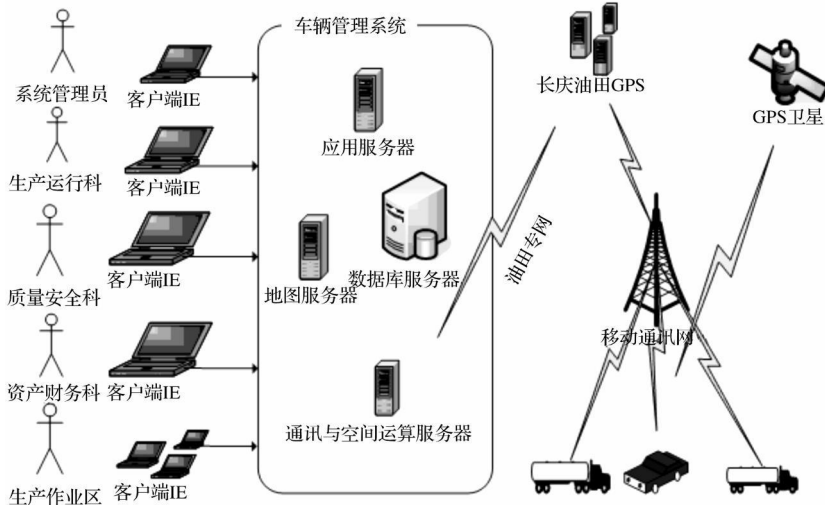 车辆管理系统
系统管理员
客户端IE
生产运行科
客户端IE
质量安全科
客户端IE
资产财务科
客户端IE
生产作业区
客户端IE
应用服务器
地图服务器
数据库服务器
通讯与空间运算服务器
油田专网
长庆油田GPS
GPS卫星
移动通讯网